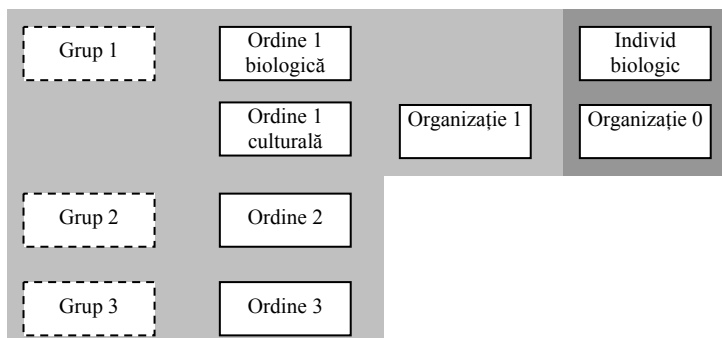 Grup 1
Ordine 1
biologică
Individ
biologic
Ordine 1
culturală
Organizație 1
Organizație 0
Grup 2
Ordine 2
Grup 3
Ordine 3